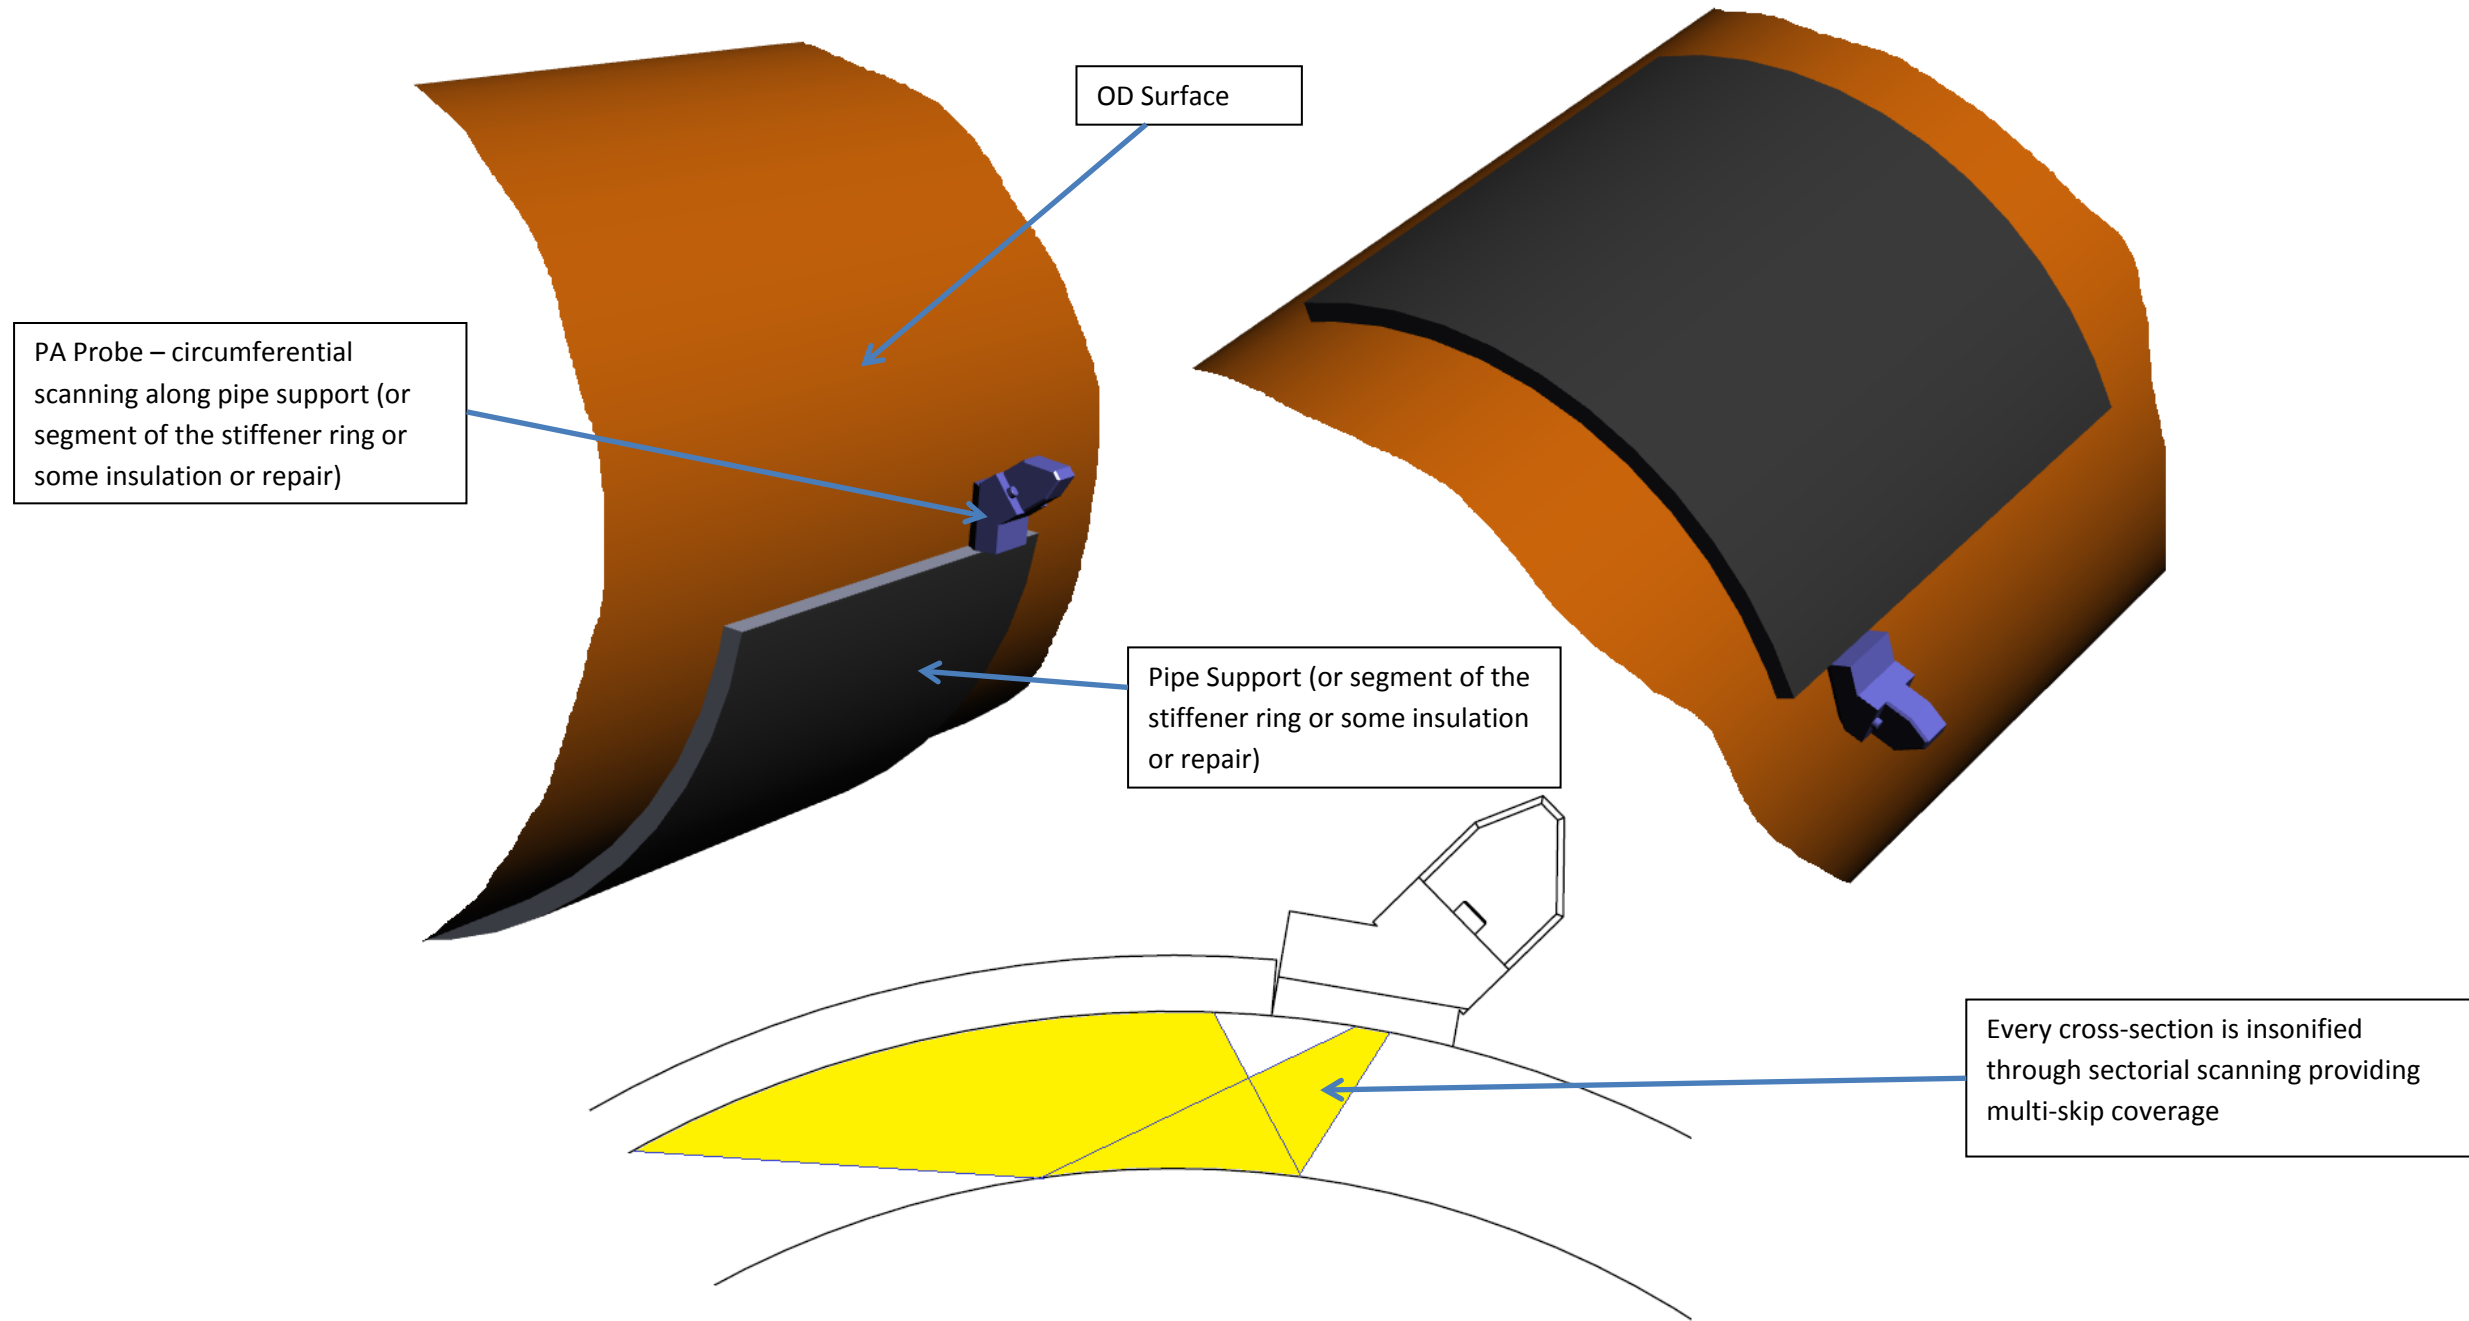 OD Surface
PA Probe – circumferential
scanning along pipe support (or
segment of the stiffener ring or
some insulation or repair)
Pipe Support (or segment of the
stiffener ring or some insulation
or repair)
Every cross-section is insonified
through sectorial scanning providing
multi-skip coverage